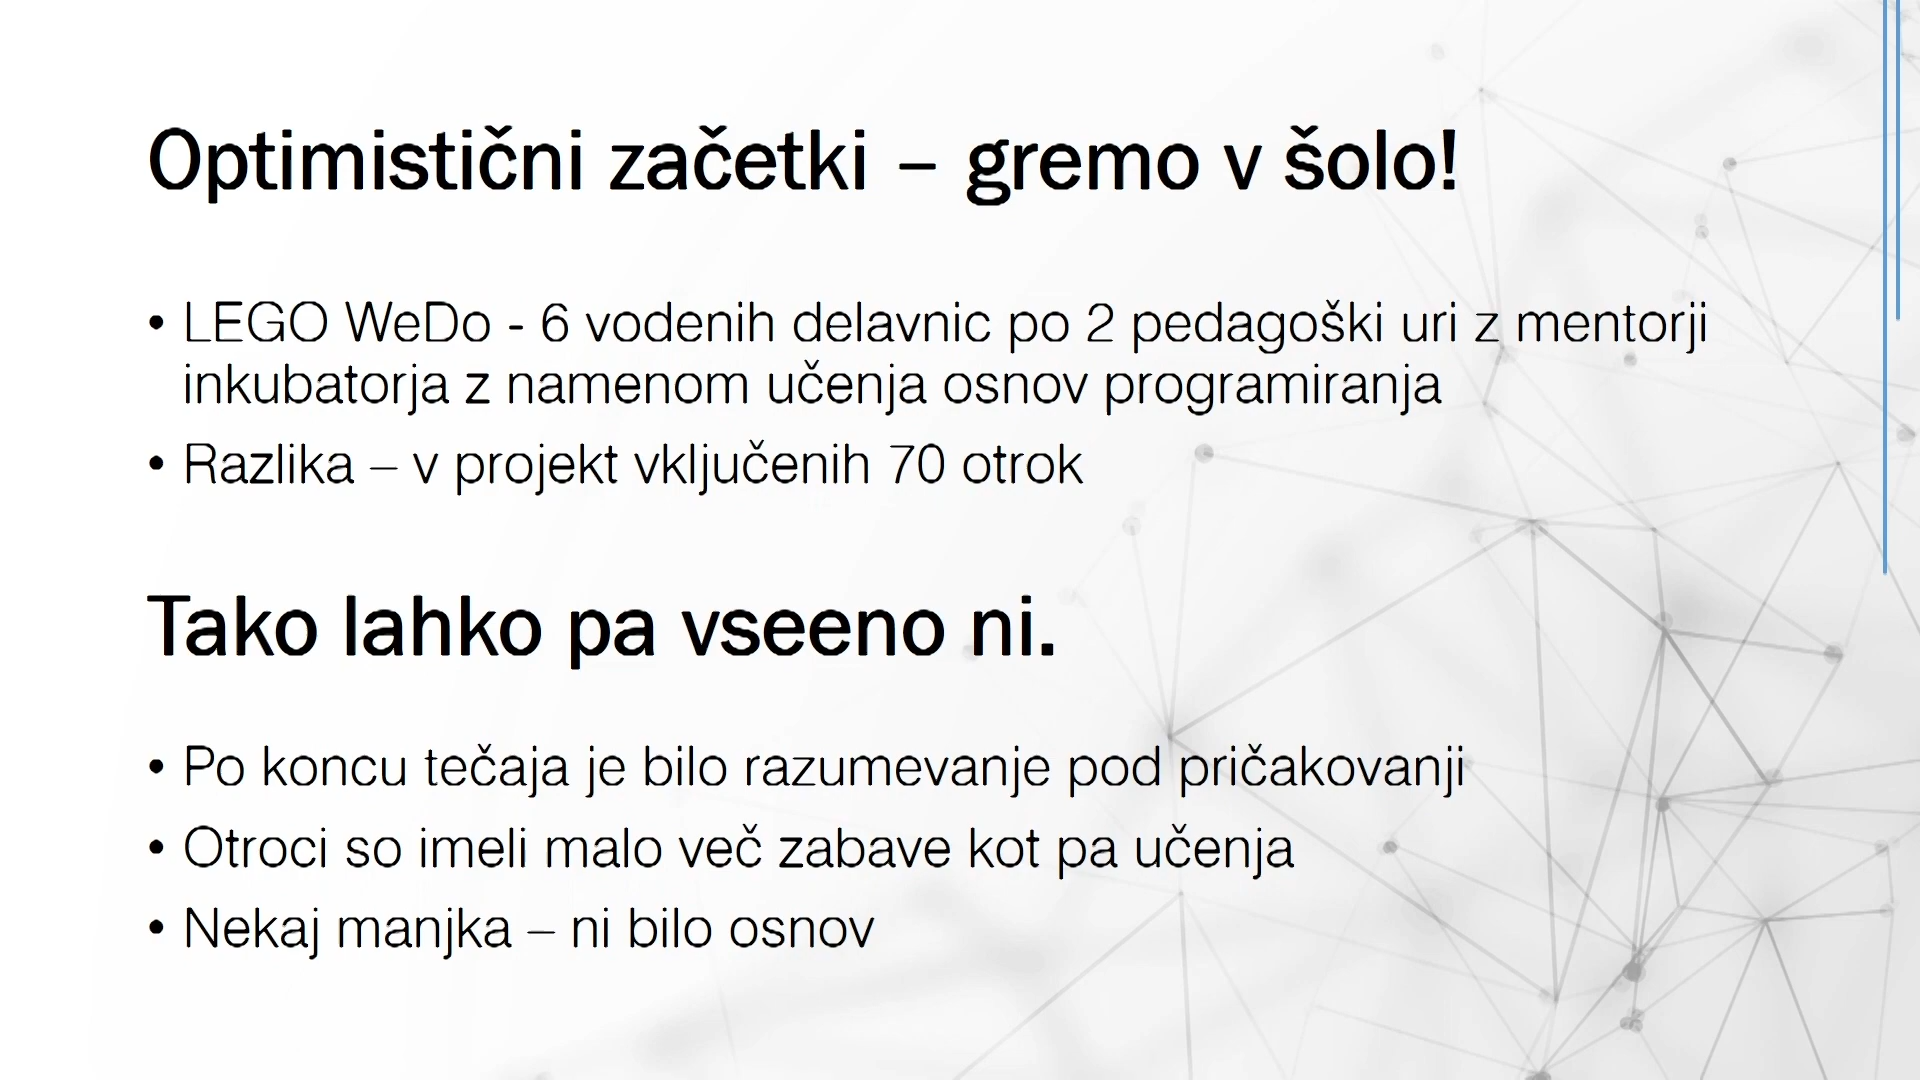 Optimistični začetki – gremo v šolo!
• LEGO WeDo - 6 vodenih delavnic po 2 pedagoški uri z mentorji
inkubatorja z namenom učenja osnov programiranja
• Razlika – v projekt vključenih 70 otrok
Tako lahko pa vseeno ni.
• Po koncu tečaja je bilo razumevanje pod pričakovanji
• Otroci so imeli malo več zabave kot pa učenja
• Nekaj manjka – ni bilo osnov